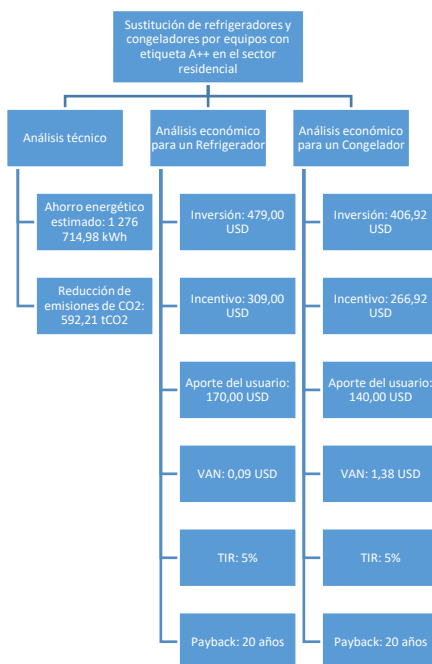 Sustitución de refrigeradores y
congeladores por equipos con
etiqueta A++ en el sector
residencial
Análisis técnico
Ahorro energético
estimado: 1 276
714,98 kWh
Reducción de
emisiones de CO2:
592,21 tCO2
Análisis económico
para un Refrigerador
Inversión: 479,00
USD
Incentivo: 309,00
USD
Aporte del usuario:
170,00 USD
VAN: 0,09 USD
TIR: 5%
Payback: 20 años
Análisis económico
para un Congelador
Inversión: 406,92
USD
Incentivo: 266,92
USD
Aporte del usuario:
140,00 USD
VAN: 1,38 USD
TIR: 5%
Payback: 20 años